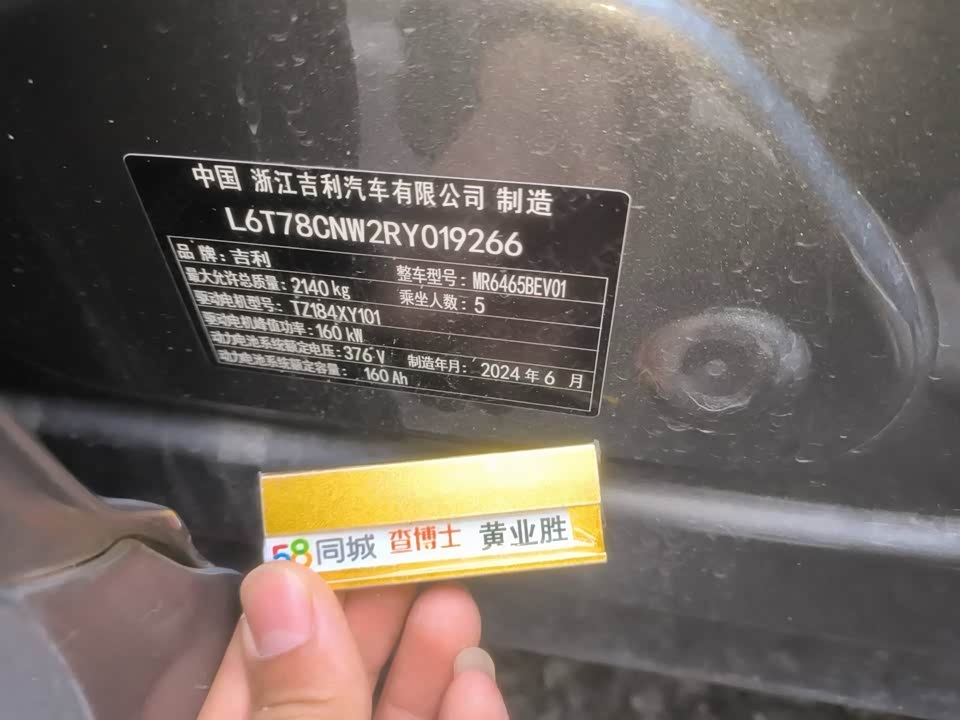 中国 浙江吉利汽车有限公司 制造
L6T78CNW2RY019266
品牌:吉利 整车型号:MR6465BEV01
最大允许总质量:2140 kg 乘坐人数:5
驱动电机型号:TZ184XY101
驱动电机峰值功率:160 kW
动力电池系统额定电压:376 V 制造年月:2024 年 6 月
动力电池系统额定容量:160 Ah
58同城 查博士 黄业胜